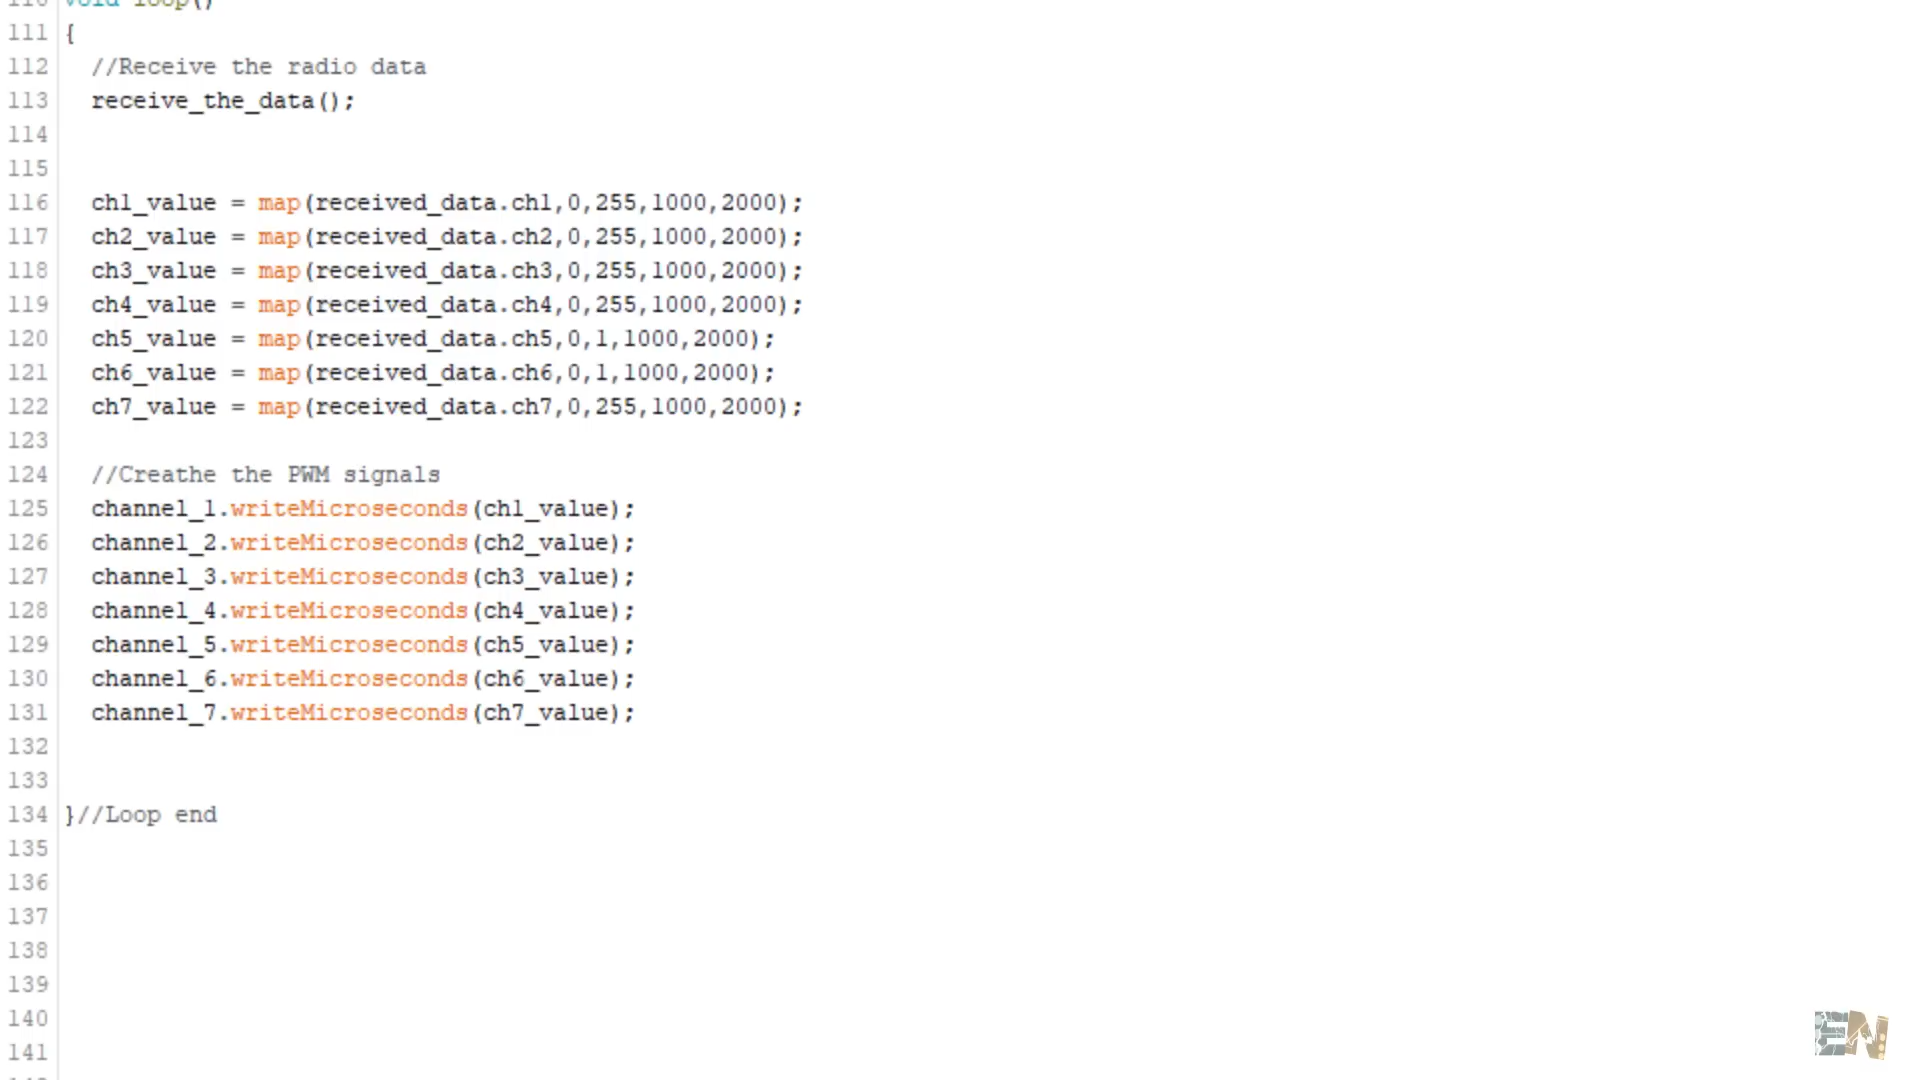 110 void loop()
111 {
112 //Receive the radio data
113 receive_the_data();
114
115
116 ch1_value = map(received_data.ch1,0,255,1000,2000);
117 ch2_value = map(received_data.ch2,0,255,1000,2000);
118 ch3_value = map(received_data.ch3,0,255,1000,2000);
119 ch4_value = map(received_data.ch4,0,255,1000,2000);
120 ch5_value = map(received_data.ch5,0,1,1000,2000);
121 ch6_value = map(received_data.ch6,0,1,1000,2000);
122 ch7_value = map(received_data.ch7,0,255,1000,2000);
123
124 //Creathe the PWM signals
125 channel_1.writeMicroseconds(ch1_value);
126 channel_2.writeMicroseconds(ch2_value);
127 channel_3.writeMicroseconds(ch3_value);
128 channel_4.writeMicroseconds(ch4_value);
129 channel_5.writeMicroseconds(ch5_value);
130 channel_6.writeMicroseconds(ch6_value);
131 channel_7.writeMicroseconds(ch7_value);
132
133
134 }//Loop end
135
136
137
138
139
140
141
EN